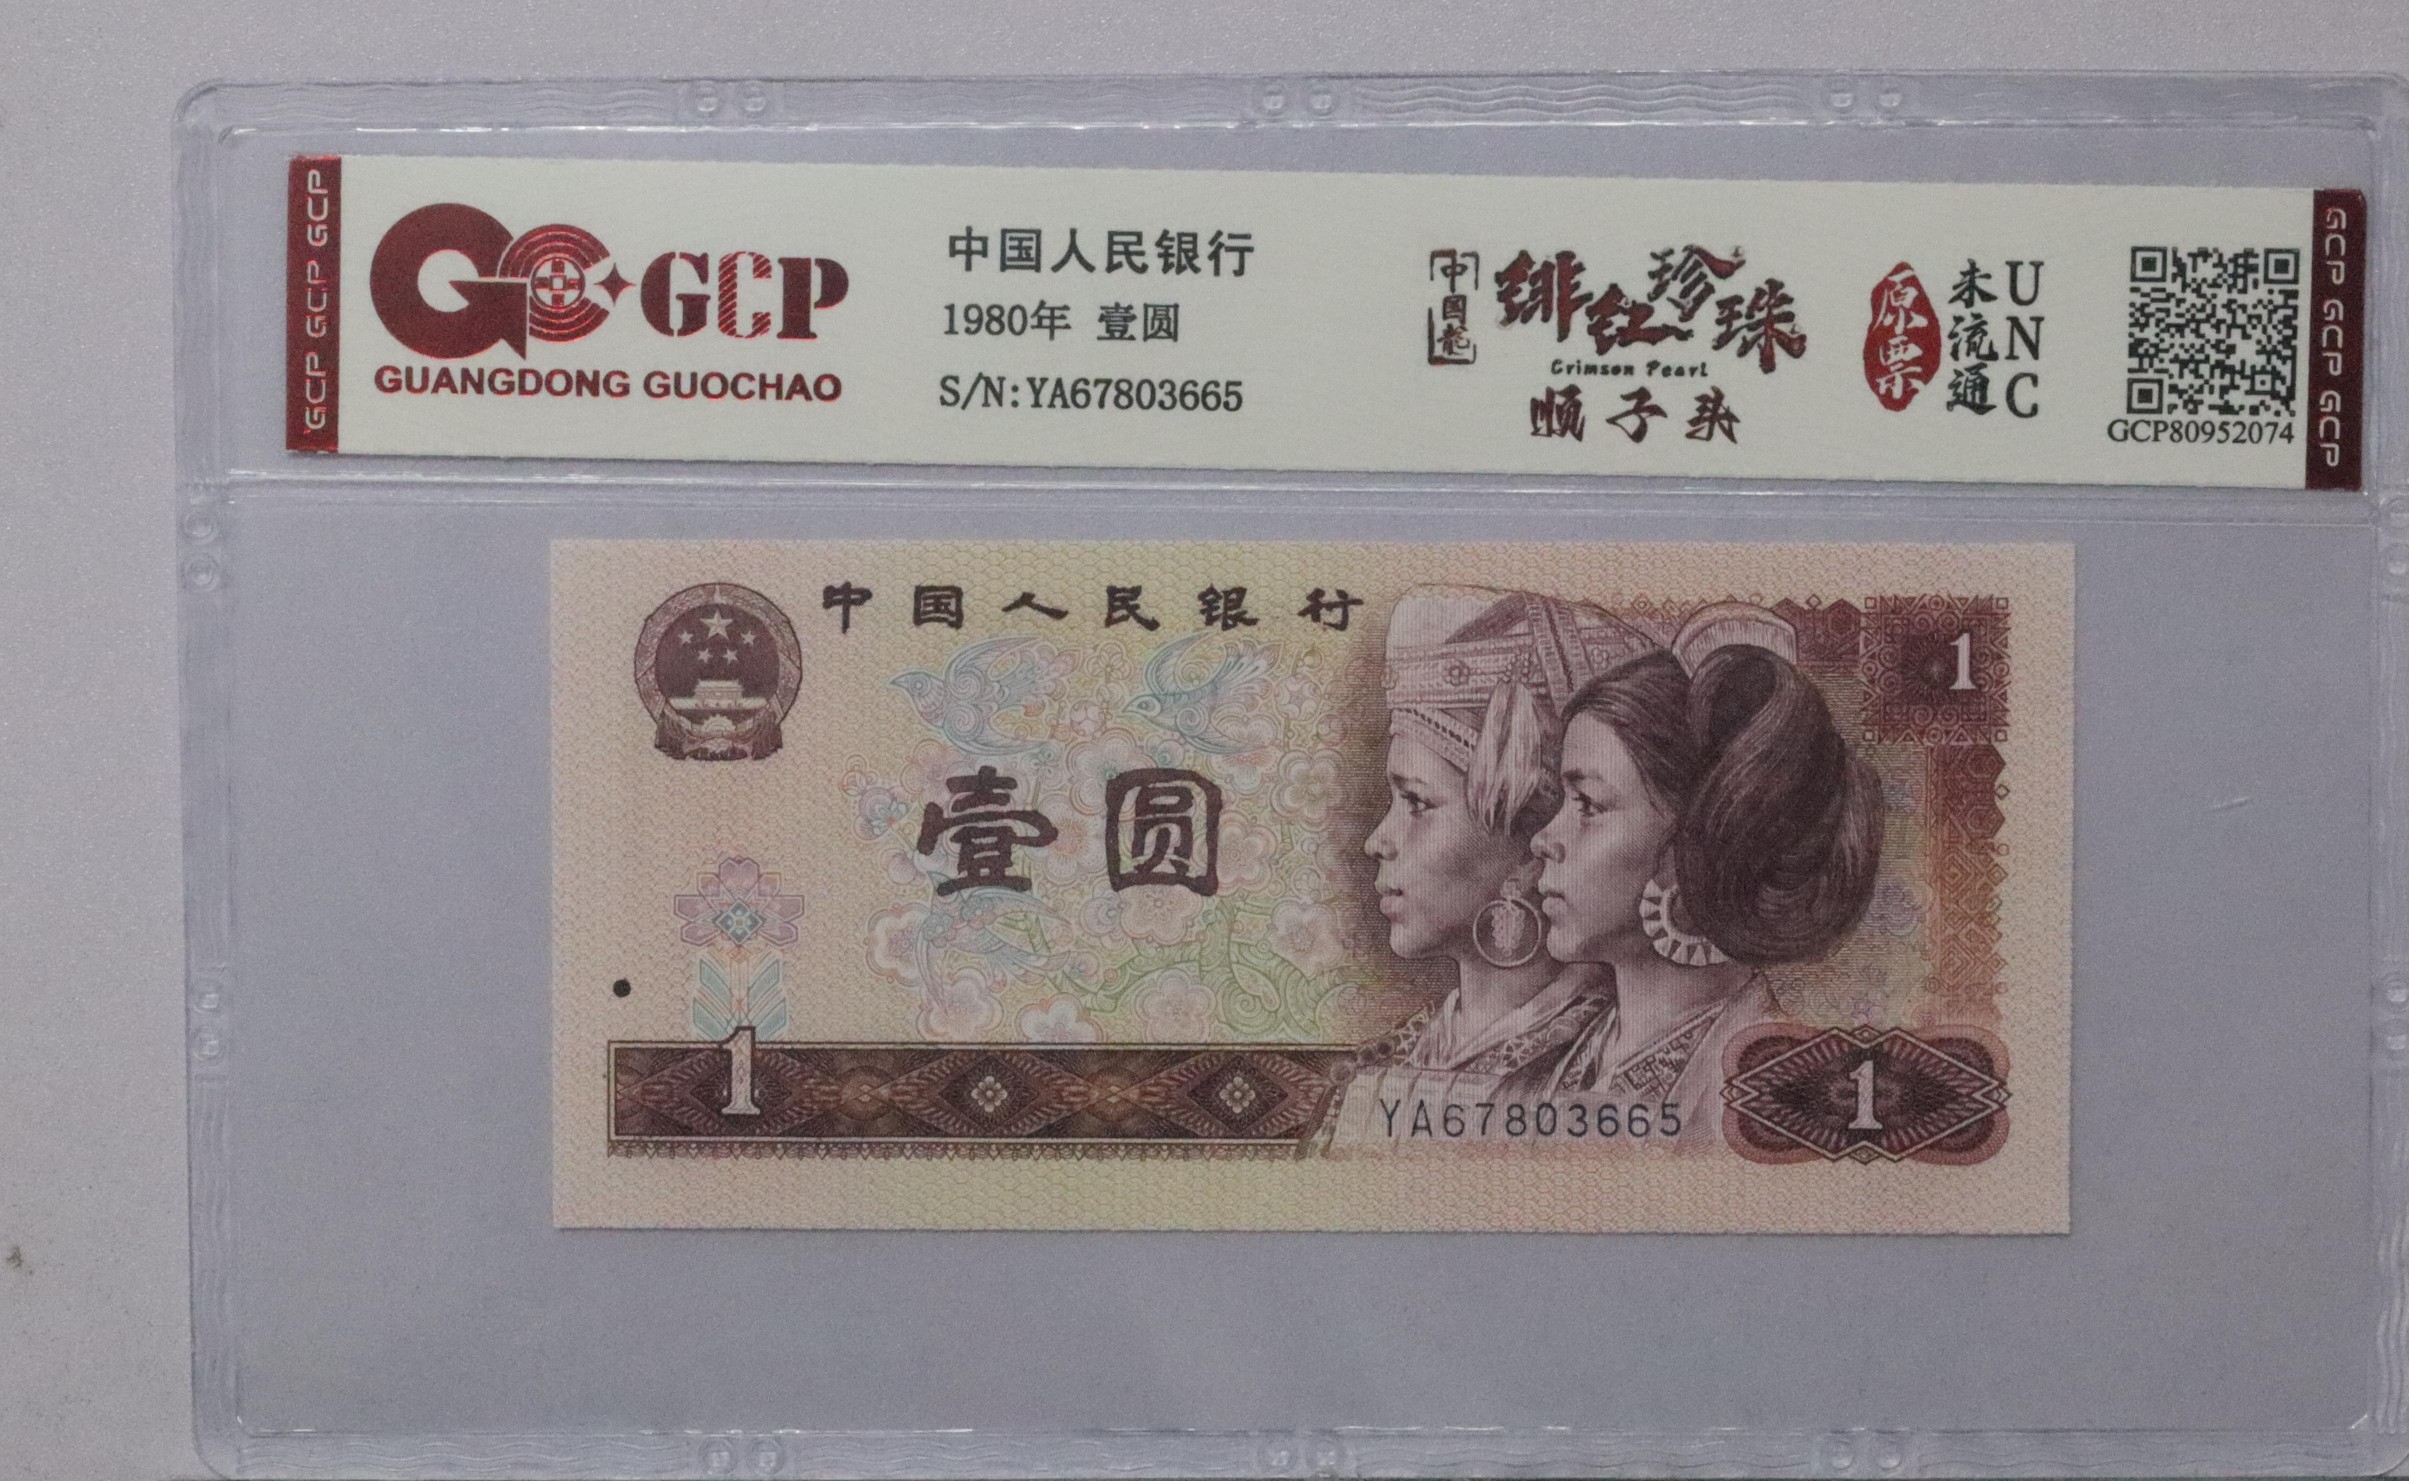 GCP GCP GCP
GCP
GUANGDONG GUOCHAO
中国人民银行
1980年 壹圆
S/N:YA67803665
中国龍
绯红珍珠
Crimson Pearl
顺子头
原票
未流通
UNC
GCP80952074
GCP GCP GCP
中国人民银行
1
壹圆
1
YA67803665
1